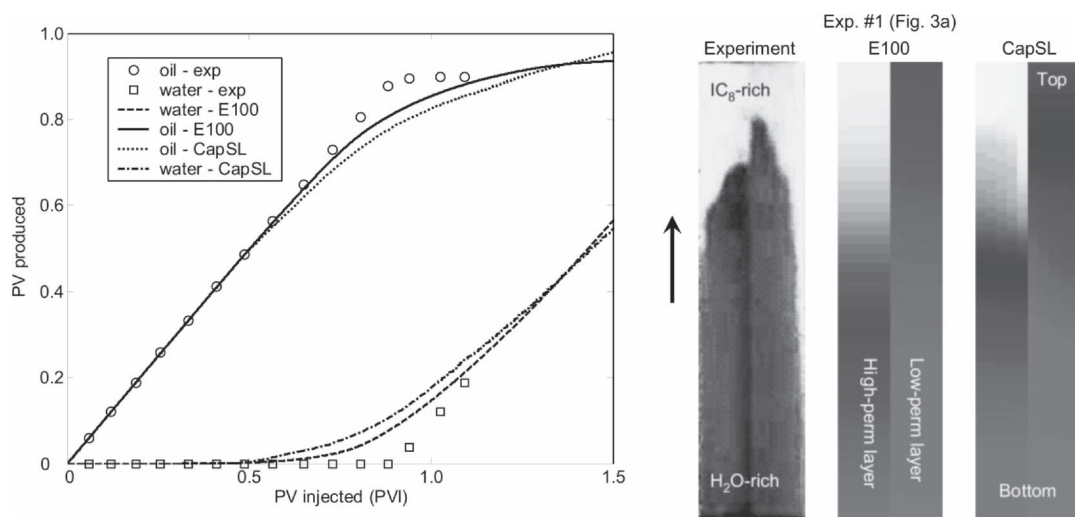 1.0
0.8
0.6
0.4
0.2
0
0
0.5
1.0
1.5
PV produced
PV injected (PVI)
oil - exp
water - exp
water - E100
oil - E100
oil - CapSL
water - CapSL
Exp. #1 (Fig. 3a)
Experiment
E100
CapSL
IC₈-rich
H₂O-rich
High-perm layer
Low-perm layer
Top
Bottom